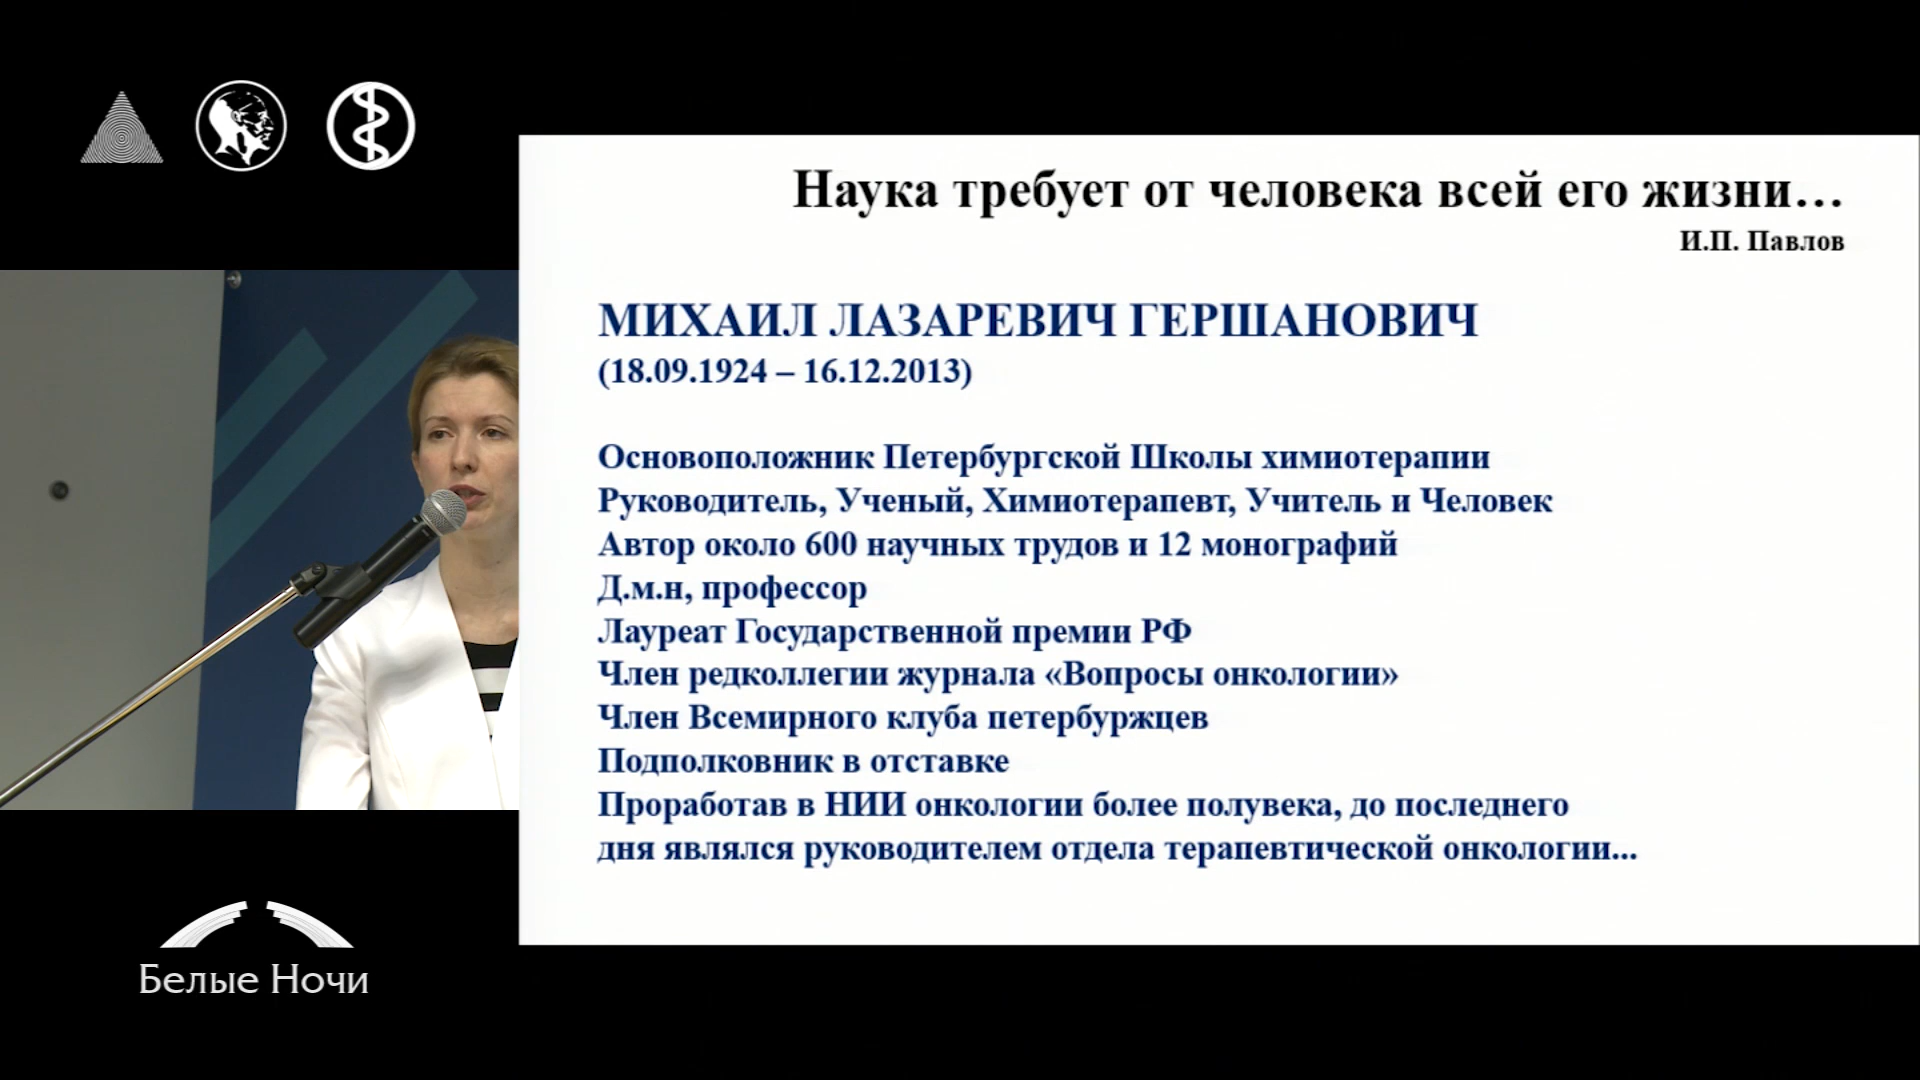 Наука требует от человека всей его жизни…
И.П. Павлов
МИХАИЛ ЛАЗАРЕВИЧ ГЕРШАНОВИЧ
(18.09.1924 – 16.12.2013)
Основоположник Петербургской Школы химиотерапии
Руководитель, Ученый, Химиотерапевт, Учитель и Человек
Автор около 600 научных трудов и 12 монографий
Д.м.н, профессор
Лауреат Государственной премии РФ
Член редколлегии журнала «Вопросы онкологии»
Член Всемирного клуба петербуржцев
Подполковник в отставке
Проработав в НИИ онкологии более полувека, до последнего
дня являлся руководителем отдела терапевтической онкологии...
Белые Ночи